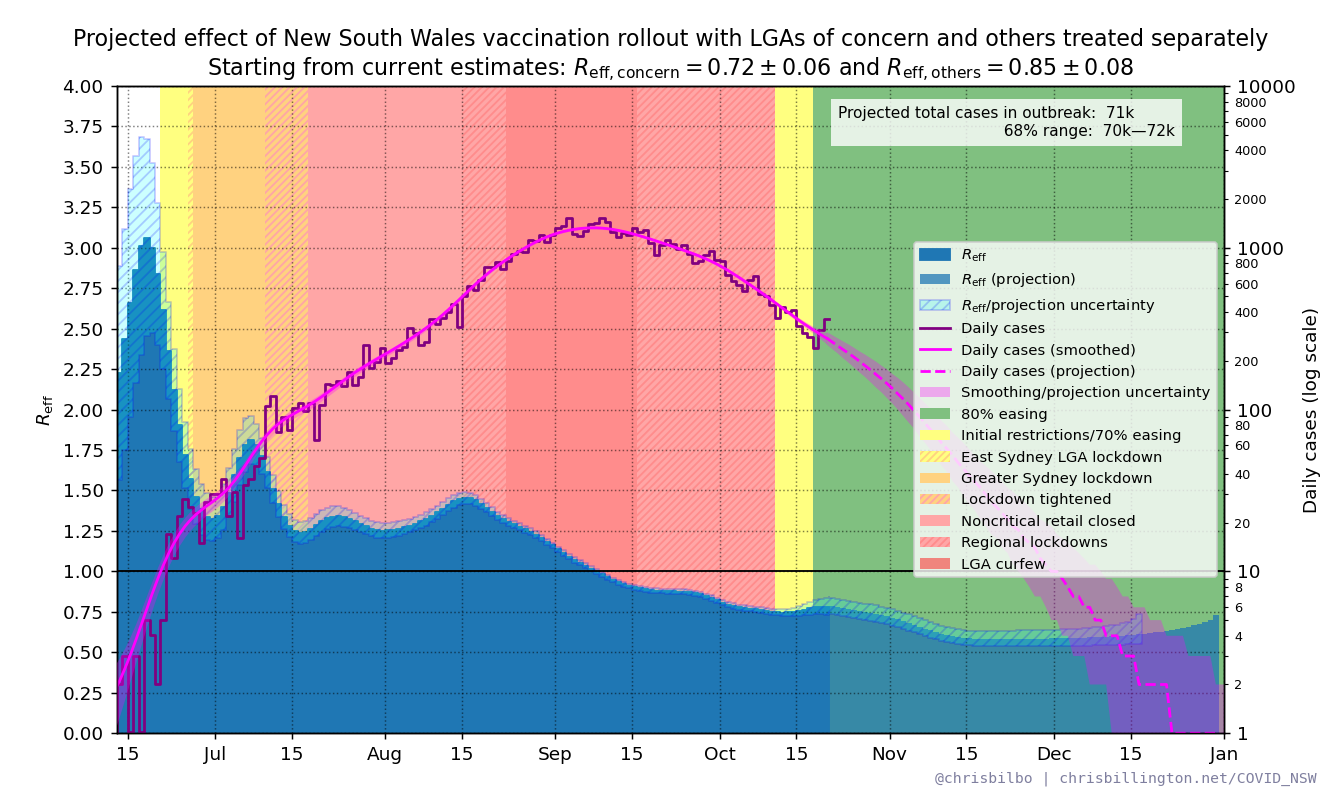 Projected effect of New South Wales vaccination rollout with LGAs of concern and others treated separately
Starting from current estimates: Reff, concern = 0.72 ± 0.06 and Reff, others = 0.85 ± 0.08
Projected total cases in outbreak: 71k
68% range: 70k—72k
4.00
3.75
3.50
3.25
3.00
2.75
2.50
2.25
2.00
1.75
1.50
1.25
1.00
0.75
0.50
0.25
0.00
Reff
10000
8000
6000
4000
2000
1000
800
600
400
200
100
80
60
40
20
10
8
6
4
2
1
Daily cases (log scale)
Reff
Reff (projection)
Reff/projection uncertainty
Daily cases
Daily cases (smoothed)
Daily cases (projection)
Smoothing/projection uncertainty
80% easing
Initial restrictions/70% easing
East Sydney LGA lockdown
Greater Sydney lockdown
Lockdown tightened
Noncritical retail closed
Regional lockdowns
LGA curfew
15 Jul 15 Aug 15 Sep 15 Oct 15 Nov 15 Dec 15 Jan
@chrisbilbo | chrisbillington.net/COVID_NSW